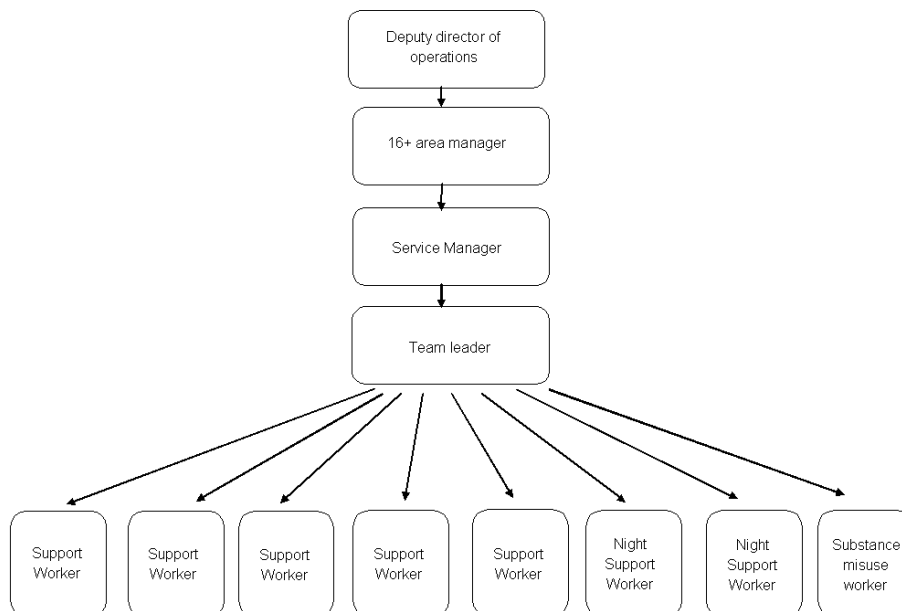 Deputy director of
operations
16+ area manager
Service Manager
Team leader
Support
Worker
Support
Worker
Support
Worker
Support
Worker
Support
Worker
Night
Support
Worker
Night
Support
Worker
Substance
misuse
worker